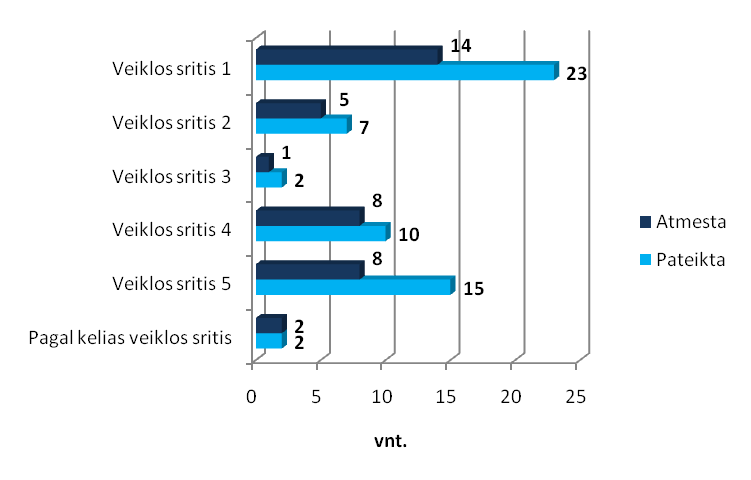 14
Veiklos sritis 1
23
5
Veiklos sritis 2
7
1
Veiklos sritis 3
2
8
Veiklos sritis 4
10
8
Veiklos sritis 5
15
2
Pagal kelias veiklos sritis
2
Atmesta
Pateikta
0 5 10 15 20 25
vnt.